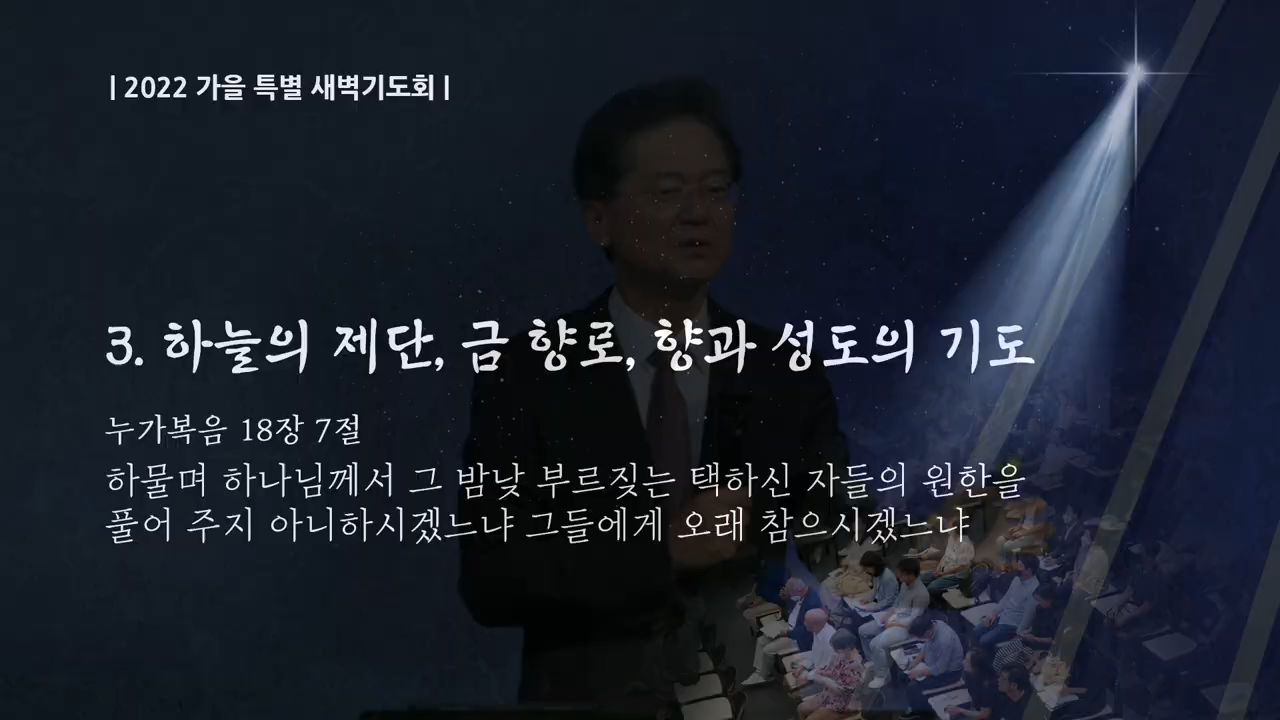 | 2022 가을 특별 새벽기도회 |
3. 하늘의 제단, 금 향로, 향과 성도의 기도
누가복음 18장 7절
하물며 하나님께서 그 밤낮 부르짖는 택하신 자들의 원한을
풀어 주지 아니하시겠느냐 그들에게 오래 참으시겠느냐